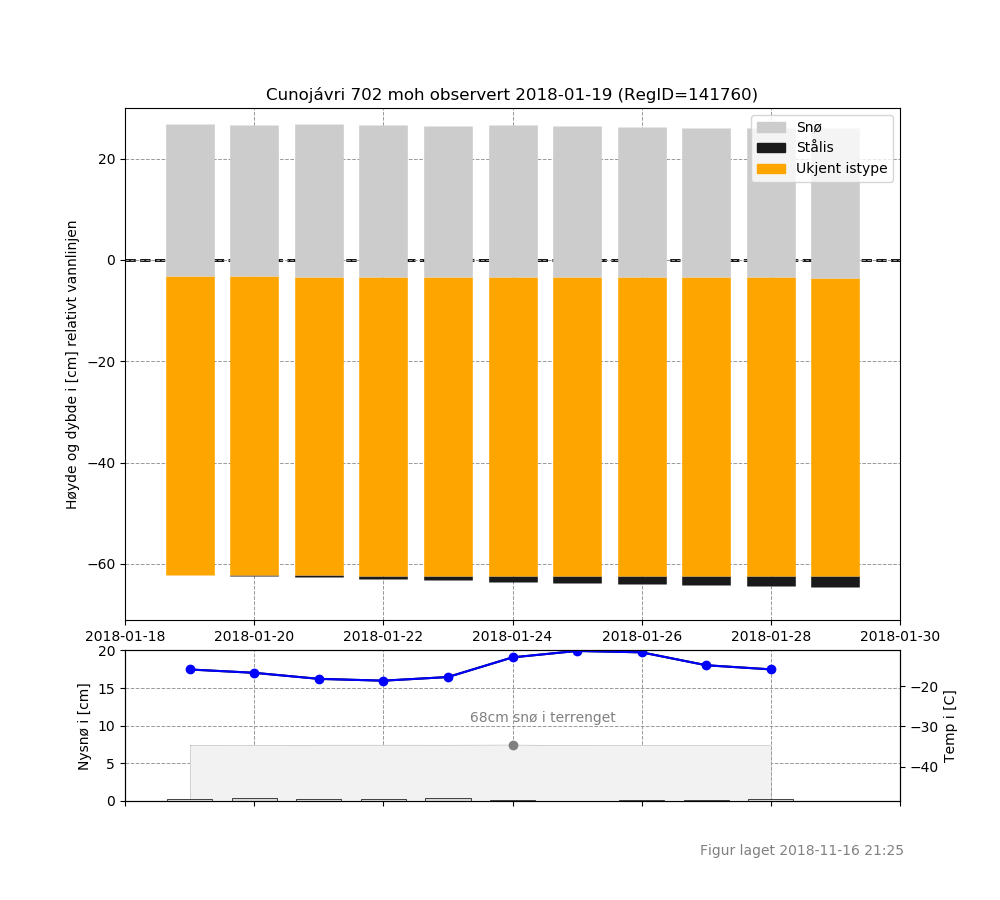 Cunojávri 702 moh observert 2018-01-19 (RegID=141760)
Snø
Stålis
Ukjent istype
Høyde og dybde i [cm] relativt vannlinjen
20
0
−20
−40
−60
2018-01-18 2018-01-20 2018-01-22 2018-01-24 2018-01-26 2018-01-28 2018-01-30
Nysnø i [cm]
20
15
10
5
0
68cm snø i terrenget
−20
−30
−40
Temp i [C]
Figur laget 2018-11-16 21:25